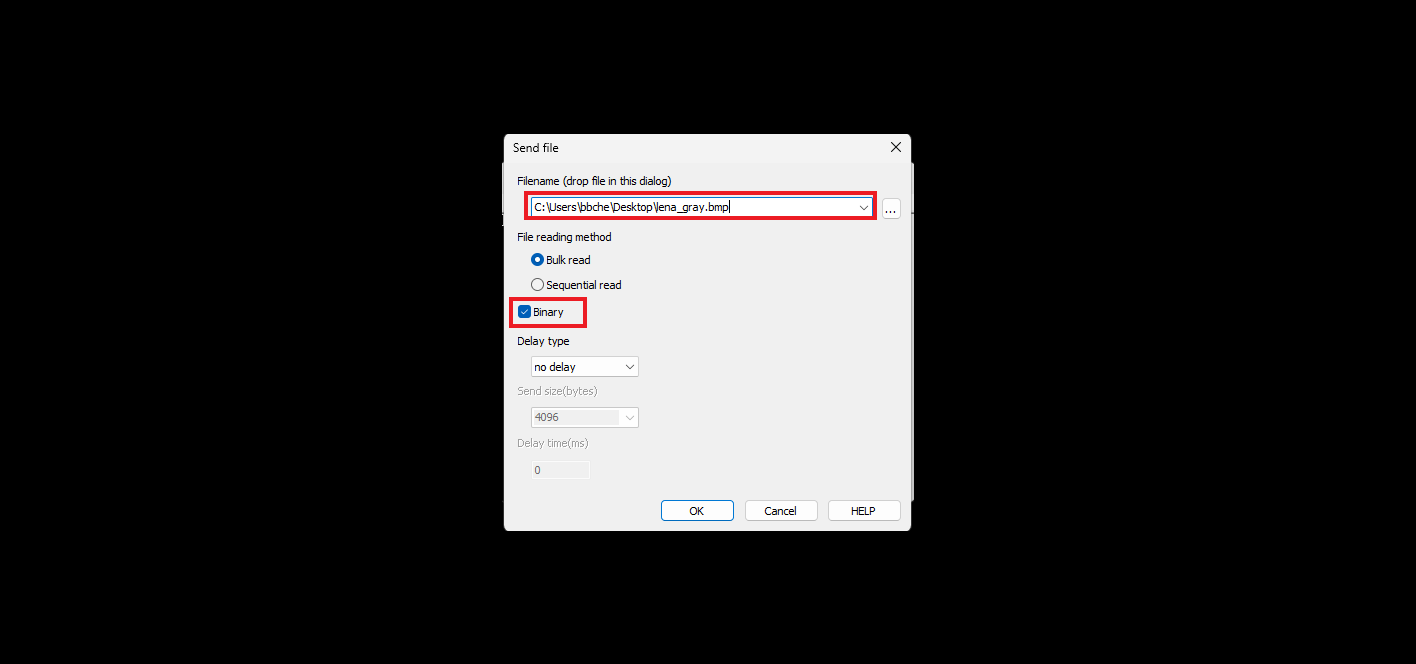 Send file
Filename (drop file in this dialog)
C:\Users\bbche\Desktop\lena_gray.bmp
...
File reading method
Bulk read
Sequential read
Binary
Delay type
no delay
Send size(bytes)
4096
Delay time(ms)
0
OK Cancel HELP